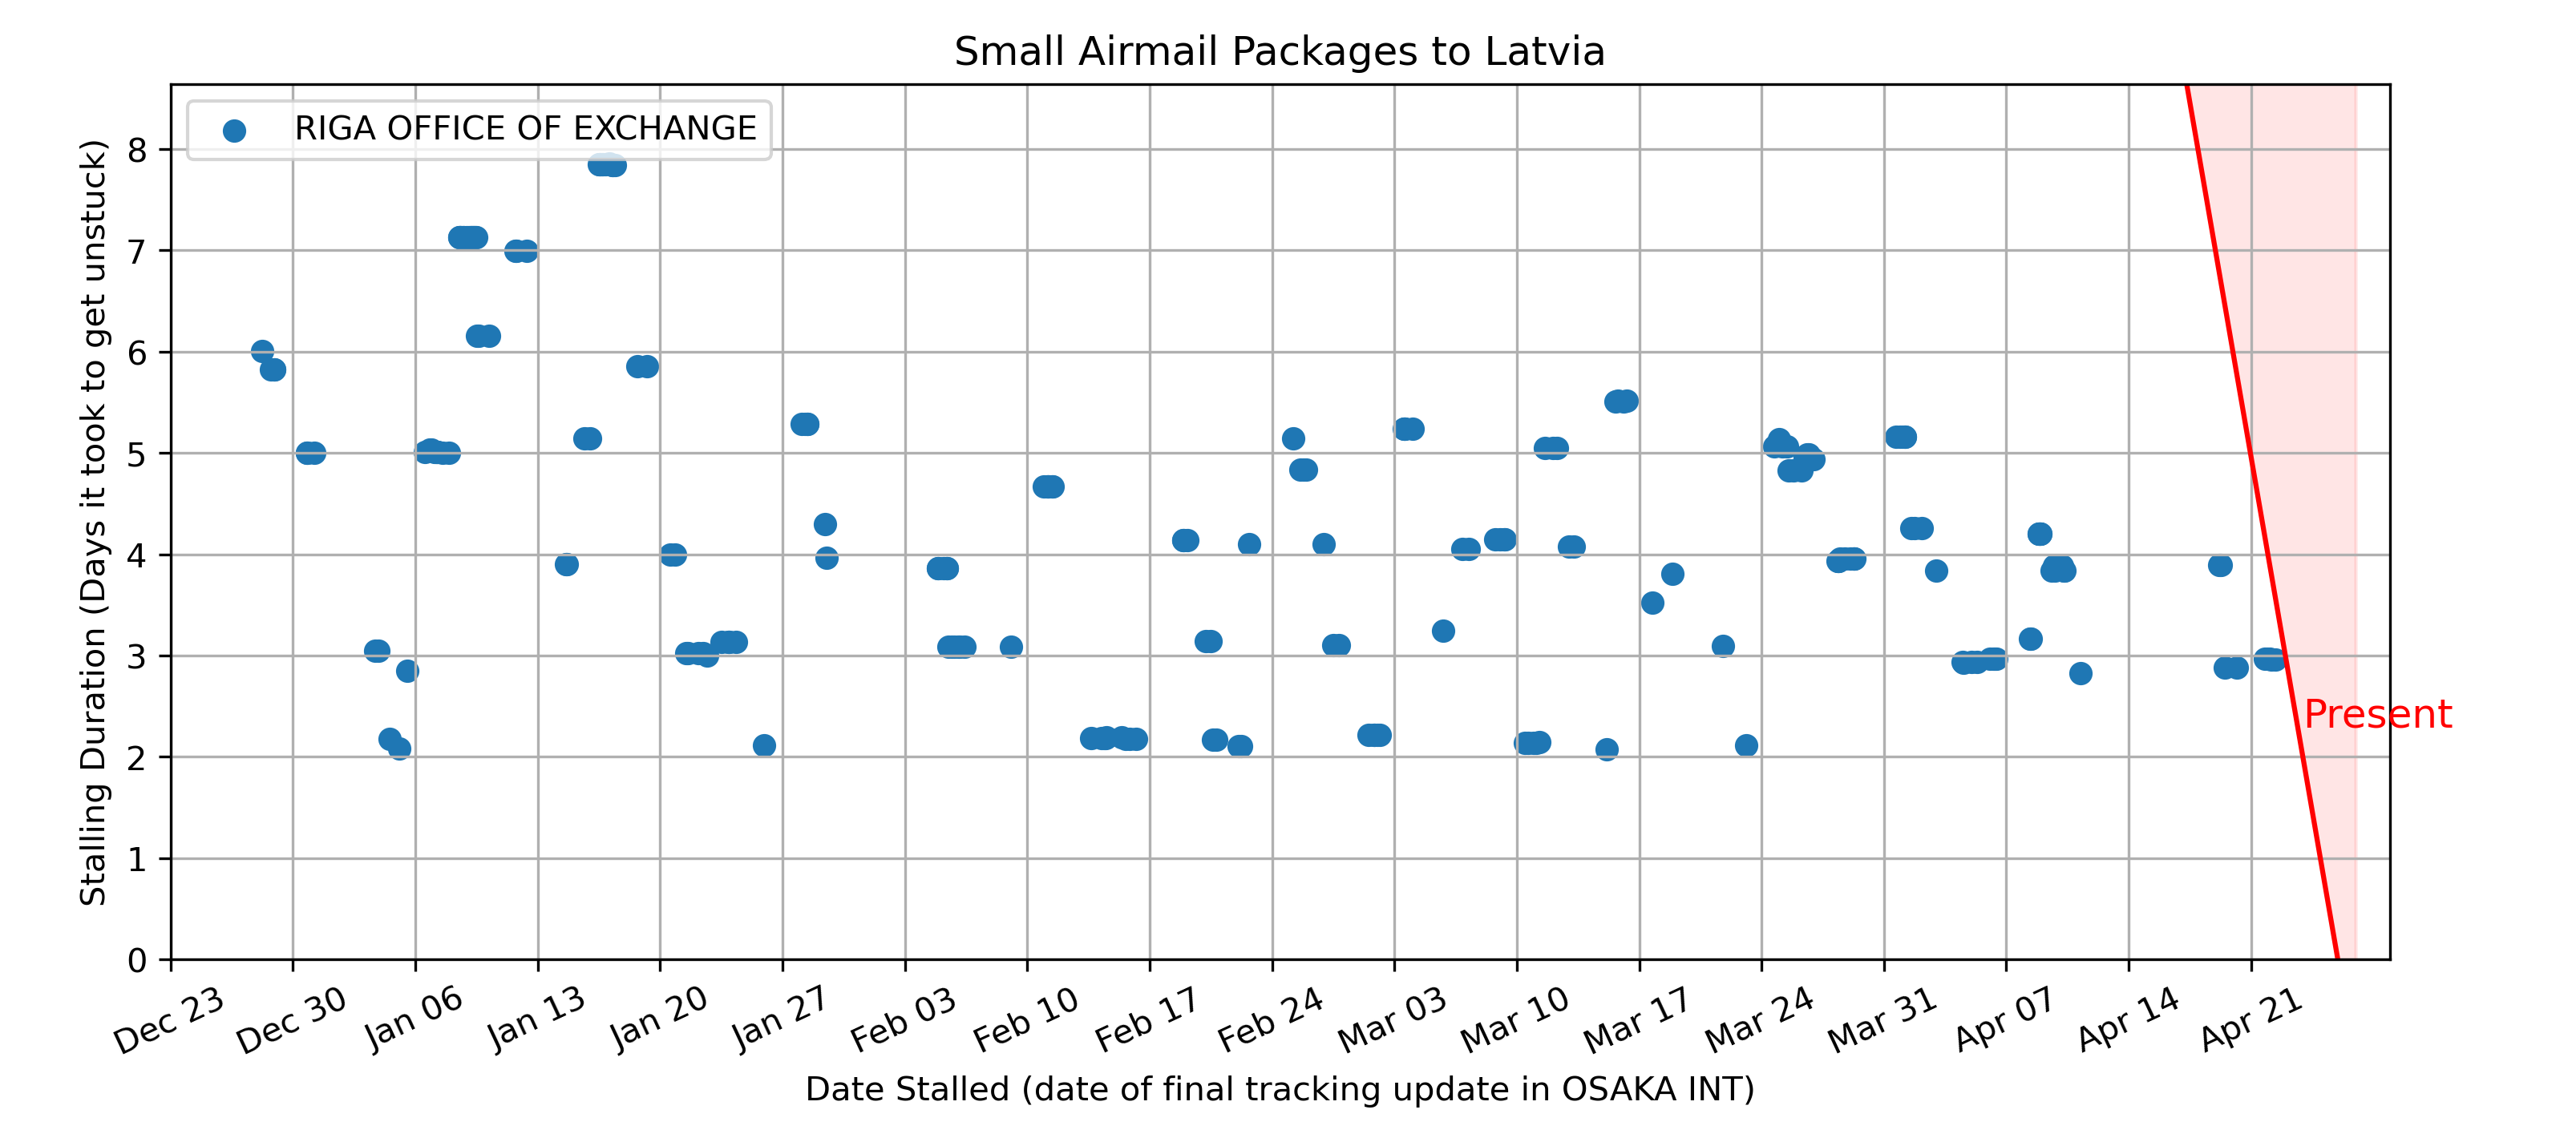 Small Airmail Packages to Latvia
RIGA OFFICE OF EXCHANGE
Stalling Duration (Days it took to get unstuck)
8
7
6
5
4
3
2
1
0
Present
Dec 23
Dec 30
Jan 06
Jan 13
Jan 20
Jan 27
Feb 03
Feb 10
Feb 17
Feb 24
Mar 03
Mar 10
Mar 17
Mar 24
Mar 31
Apr 07
Apr 14
Apr 21
Date Stalled (date of final tracking update in OSAKA INT)